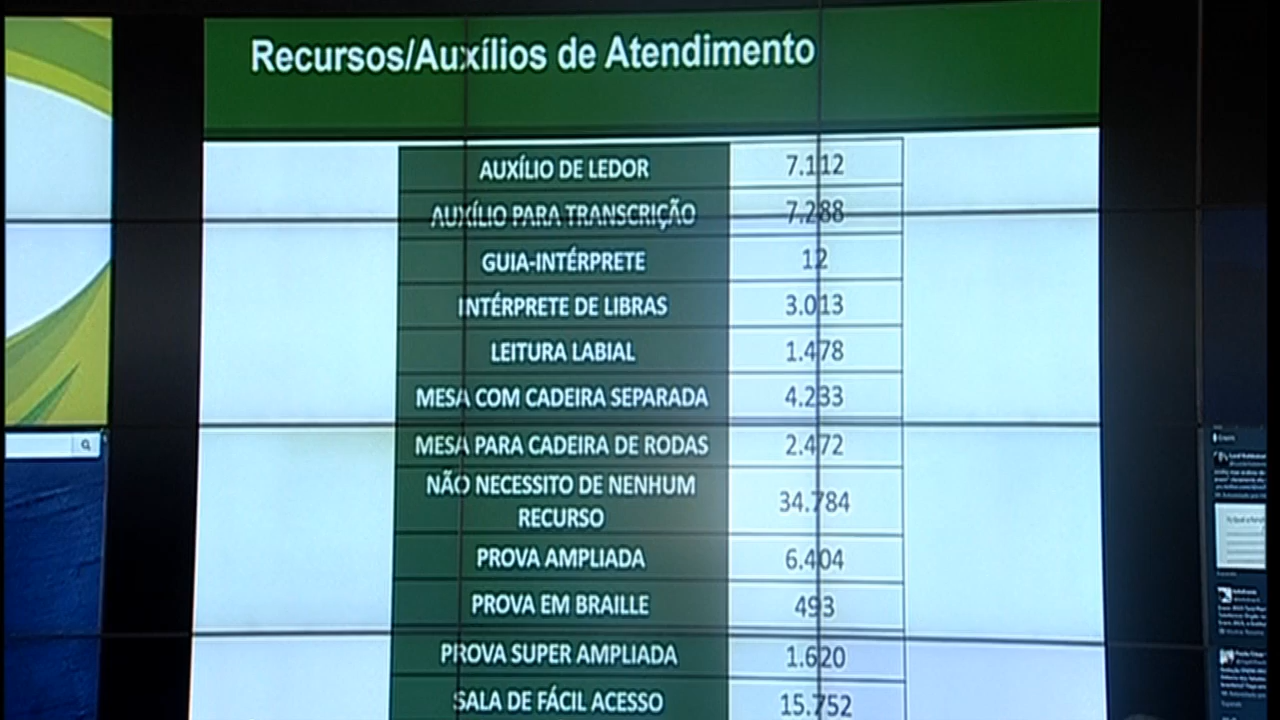 Recursos/Auxílios de Atendimento
AUXÍLIO DE LEDOR 7.112
AUXÍLIO PARA TRANSCRIÇÃO 7.288
GUIA-INTÉRPRETE 12
INTÉRPRETE DE LIBRAS 3.013
LEITURA LABIAL 1.478
MESA COM CADEIRA SEPARADA 4.233
MESA PARA CADEIRA DE RODAS 2.472
NÃO NECESSITO DE NENHUM
RECURSO 34.784
PROVA AMPLIADA 6.404
PROVA EM BRAILLE 493
PROVA SUPER AMPLIADA 1.620
SALA DE FÁCIL ACESSO 15.752